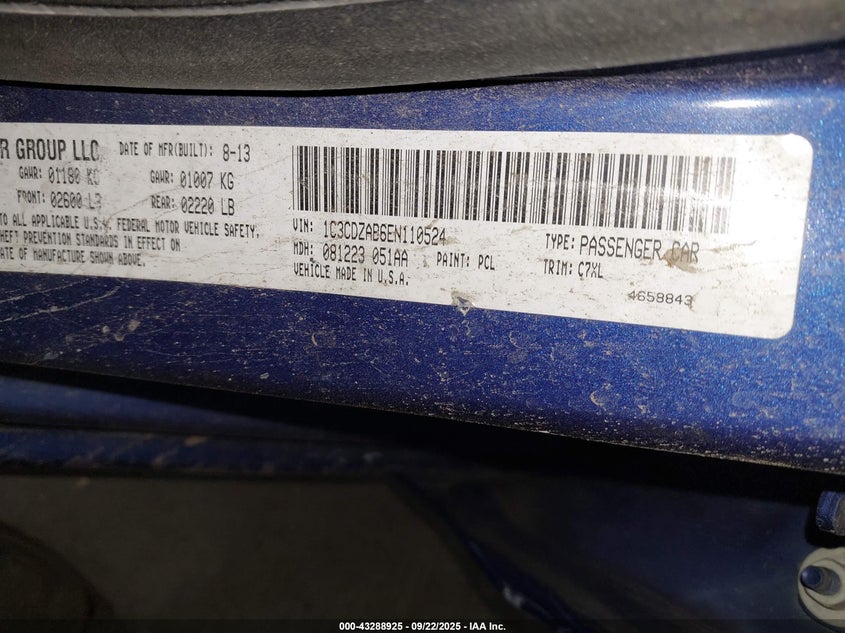 R GROUP LLC
DATE OF MFR(BUILT): 8-13
GAWR: 01180 KG
GAWR: 01007 KG
FRONT: 02600 LB
REAR: 02220 LB
TO ALL APPLICABLE U.S.A. FEDERAL MOTOR VEHICLE SAFETY,
HEFT PREVENTION STANDARDS IN EFFECT ON
ATE OF MANUFACTURE SHOWN ABOVE.
VIN: 1C3CDZAB6EN110524
TYPE: PASSENGER CAR
MDH: 081223 051AA
PAINT: PCL
TRIM: C7XL
VEHICLE MADE IN U.S.A.
4658843
000-43288925 - 09/22/2025 - IAA Inc.